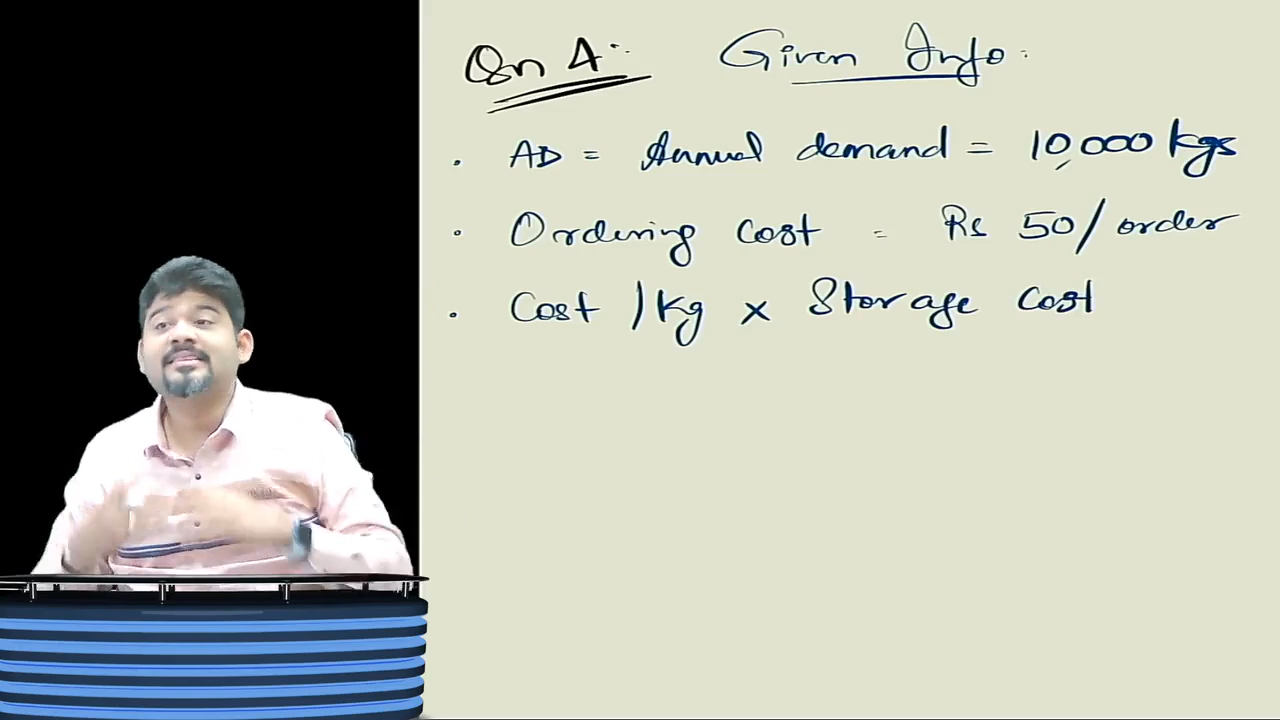 Qn 4:
Given Info:
. AD = Annual demand = 10,000 kgs
. Ordering cost = Rs 50/order
. Cost /Kg x Storage cost